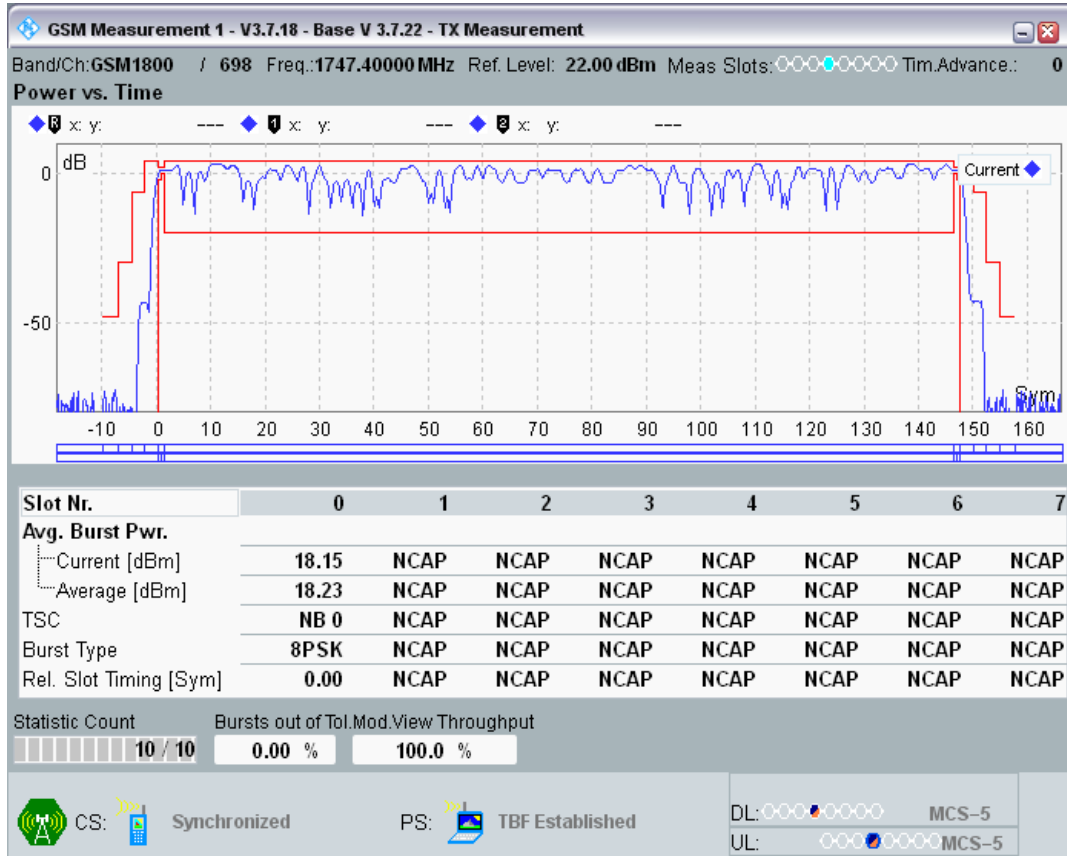 GSM Measurement 1 - V3.7.18 - Base V 3.7.22 - TX Measurement
Band/Ch:GSM1800 / 698 Freq.:1747.40000 MHz Ref. Level: 22.00 dBm Meas Slots: Tim.Advance.: 0
Power vs. Time
R x: y: --- 1 x: y: --- 2 x: y: ---
dB
Current
0
-50
Sym
-10 0 10 20 30 40 50 60 70 80 90 100 110 120 130 140 150 160
Slot Nr. 0 1 2 3 4 5 6 7
Avg. Burst Pwr.
Current [dBm] 18.15 NCAP NCAP NCAP NCAP NCAP NCAP NCAP
Average [dBm] 18.23 NCAP NCAP NCAP NCAP NCAP NCAP NCAP
TSC NB 0 NCAP NCAP NCAP NCAP NCAP NCAP NCAP
Burst Type 8PSK NCAP NCAP NCAP NCAP NCAP NCAP NCAP
Rel. Slot Timing [Sym] 0.00 NCAP NCAP NCAP NCAP NCAP NCAP NCAP
Statistic Count Bursts out of Tol.Mod.View Throughput
10 / 10 0.00 % 100.0 %
CS: Synchronized PS: TBF Established DL: MCS-5
UL: MCS-5